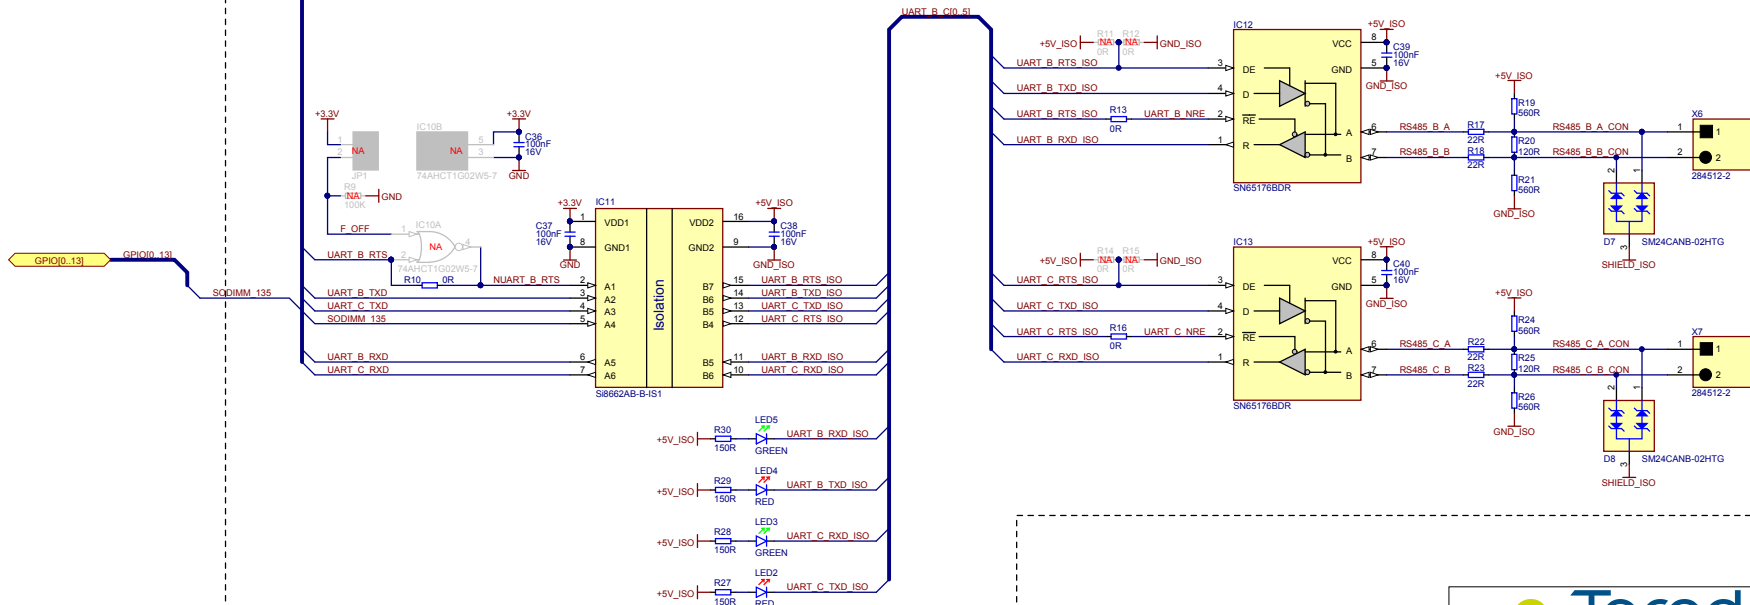 UART_B_C[0..5]
+3.3V
1
NA
2
JP1
R9
NA
100K
GND
IC10B
NA
5
3
74AHCT1G02W5-7
+3.3V
C36
100nF
16V
GND
F_OFF
IC10A
1
2
NA
4
74AHCT1G02W5-7
UART_B_RTS
R10
0R
NUART_B_RTS
GPIO[0..13]
GPIO[0..13]
SODIMM_135
UART_B_TXD
UART_C_TXD
SODIMM_135
UART_B_RXD
UART_C_RXD
+3.3V
C37
100nF
16V
GND
IC11
1 VDD1
8 GND1
2 A1
3 A2
4 A3
5 A4
6 A5
7 A6
Isolation
VDD2 16
GND2 9
B7 15
B6 14
B5 13
B4 12
B5 11
B6 10
Si8662AB-B-IS1
+5V_ISO
C38
100nF
16V
GND_ISO
UART_B_RTS_ISO
UART_B_TXD_ISO
UART_C_TXD_ISO
UART_C_RTS_ISO
UART_B_RXD_ISO
UART_C_RXD_ISO
+5V_ISO
R30
150R
LED5
GREEN
UART_B_RXD_ISO
+5V_ISO
R29
150R
LED4
RED
UART_B_TXD_ISO
+5V_ISO
R28
150R
LED3
GREEN
UART_C_RXD_ISO
+5V_ISO
R27
150R
LED2
RED
UART_C_TXD_ISO
+5V_ISO
R11
NA
0R
R12
NA
0R
GND_ISO
UART_B_RTS_ISO
UART_B_TXD_ISO
UART_B_RTS_ISO
R13
0R
UART_B_NRE
UART_B_RXD_ISO
IC12
3 DE
4 D
2 RE
1 R
VCC 8
GND 5
A 6
B 7
SN65176BDR
+5V_ISO
C39
100nF
16V
GND_ISO
RS485_B_A
R17
22R
RS485_B_B
R18
22R
+5V_ISO
R19
560R
R20
120R
R21
560R
GND_ISO
RS485_B_A_CON
RS485_B_B_CON
2
1
3
D7
SM24CANB-02HTG
SHIELD_ISO
X6
1
1
2
2
284512-2
+5V_ISO
R14
NA
0R
R15
NA
0R
GND_ISO
UART_C_RTS_ISO
UART_C_TXD_ISO
UART_C_RTS_ISO
R16
0R
UART_C_NRE
UART_C_RXD_ISO
IC13
3 DE
4 D
2 RE
1 R
VCC 8
GND 5
A 6
B 7
SN65176BDR
+5V_ISO
C40
100nF
16V
GND_ISO
RS485_C_A
R22
22R
RS485_C_B
R23
22R
+5V_ISO
R24
560R
R25
120R
R26
560R
GND_ISO
RS485_C_A_CON
RS485_C_B_CON
2
1
3
D8
SM24CANB-02HTG
SHIELD_ISO
X7
1
1
2
2
284512-2